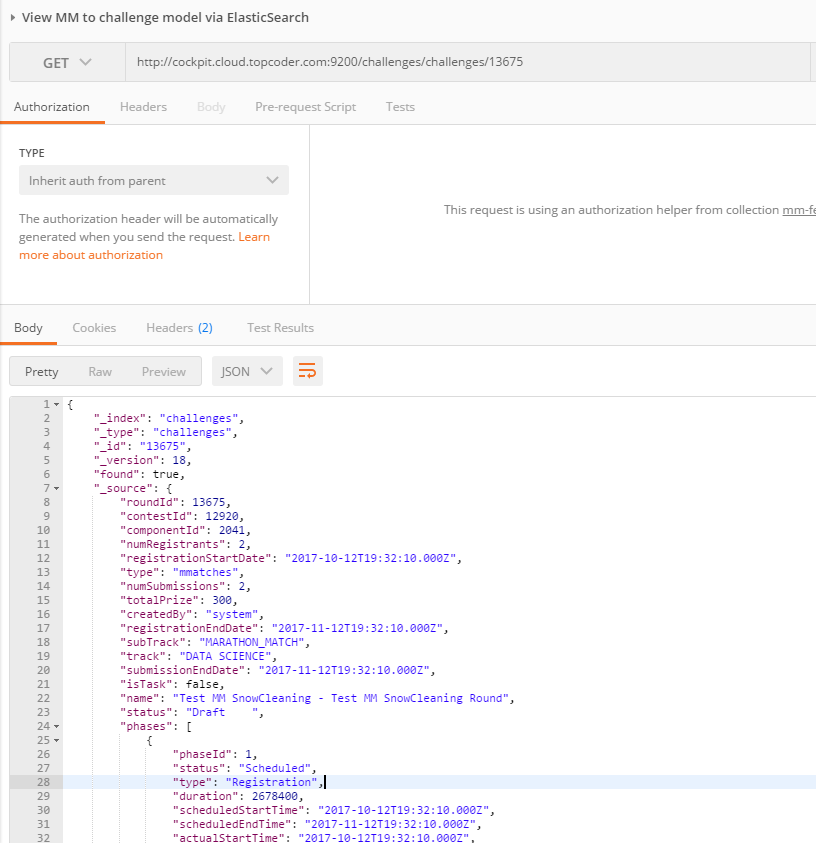 View MM to challenge model via ElasticSearch
GET http://cockpit.cloud.topcoder.com:9200/challenges/challenges/13675
Authorization Headers Body Pre-request Script Tests
TYPE
Inherit auth from parent
The authorization header will be automatically
generated when you send the request. Learn
more about authorization
This request is using an authorization helper from collection mm-fe
Body Cookies Headers (2) Test Results
Pretty Raw Preview JSON
1 {
2 "_index": "challenges",
3 "_type": "challenges",
4 "_id": "13675",
5 "_version": 18,
6 "found": true,
7 "_source": {
8 "roundId": 13675,
9 "contestId": 12920,
10 "componentId": 2041,
11 "numRegistrants": 2,
12 "registrationStartDate": "2017-10-12T19:32:10.000Z",
13 "type": "mmatches",
14 "numSubmissions": 2,
15 "totalPrize": 300,
16 "createdBy": "system",
17 "registrationEndDate": "2017-11-12T19:32:10.000Z",
18 "subTrack": "MARATHON_MATCH",
19 "track": "DATA SCIENCE",
20 "submissionEndDate": "2017-11-12T19:32:10.000Z",
21 "isTask": false,
22 "name": "Test MM SnowCleaning - Test MM SnowCleaning Round",
23 "status": "Draft    ",
24 "phases": [
25 {
26 "phaseId": 1,
27 "status": "Scheduled",
28 "type": "Registration",
29 "duration": 2678400,
30 "scheduledStartTime": "2017-10-12T19:32:10.000Z",
31 "scheduledEndTime": "2017-11-12T19:32:10.000Z",
32 "actualStartTime": "2017-10-12T19:32:10.000Z",